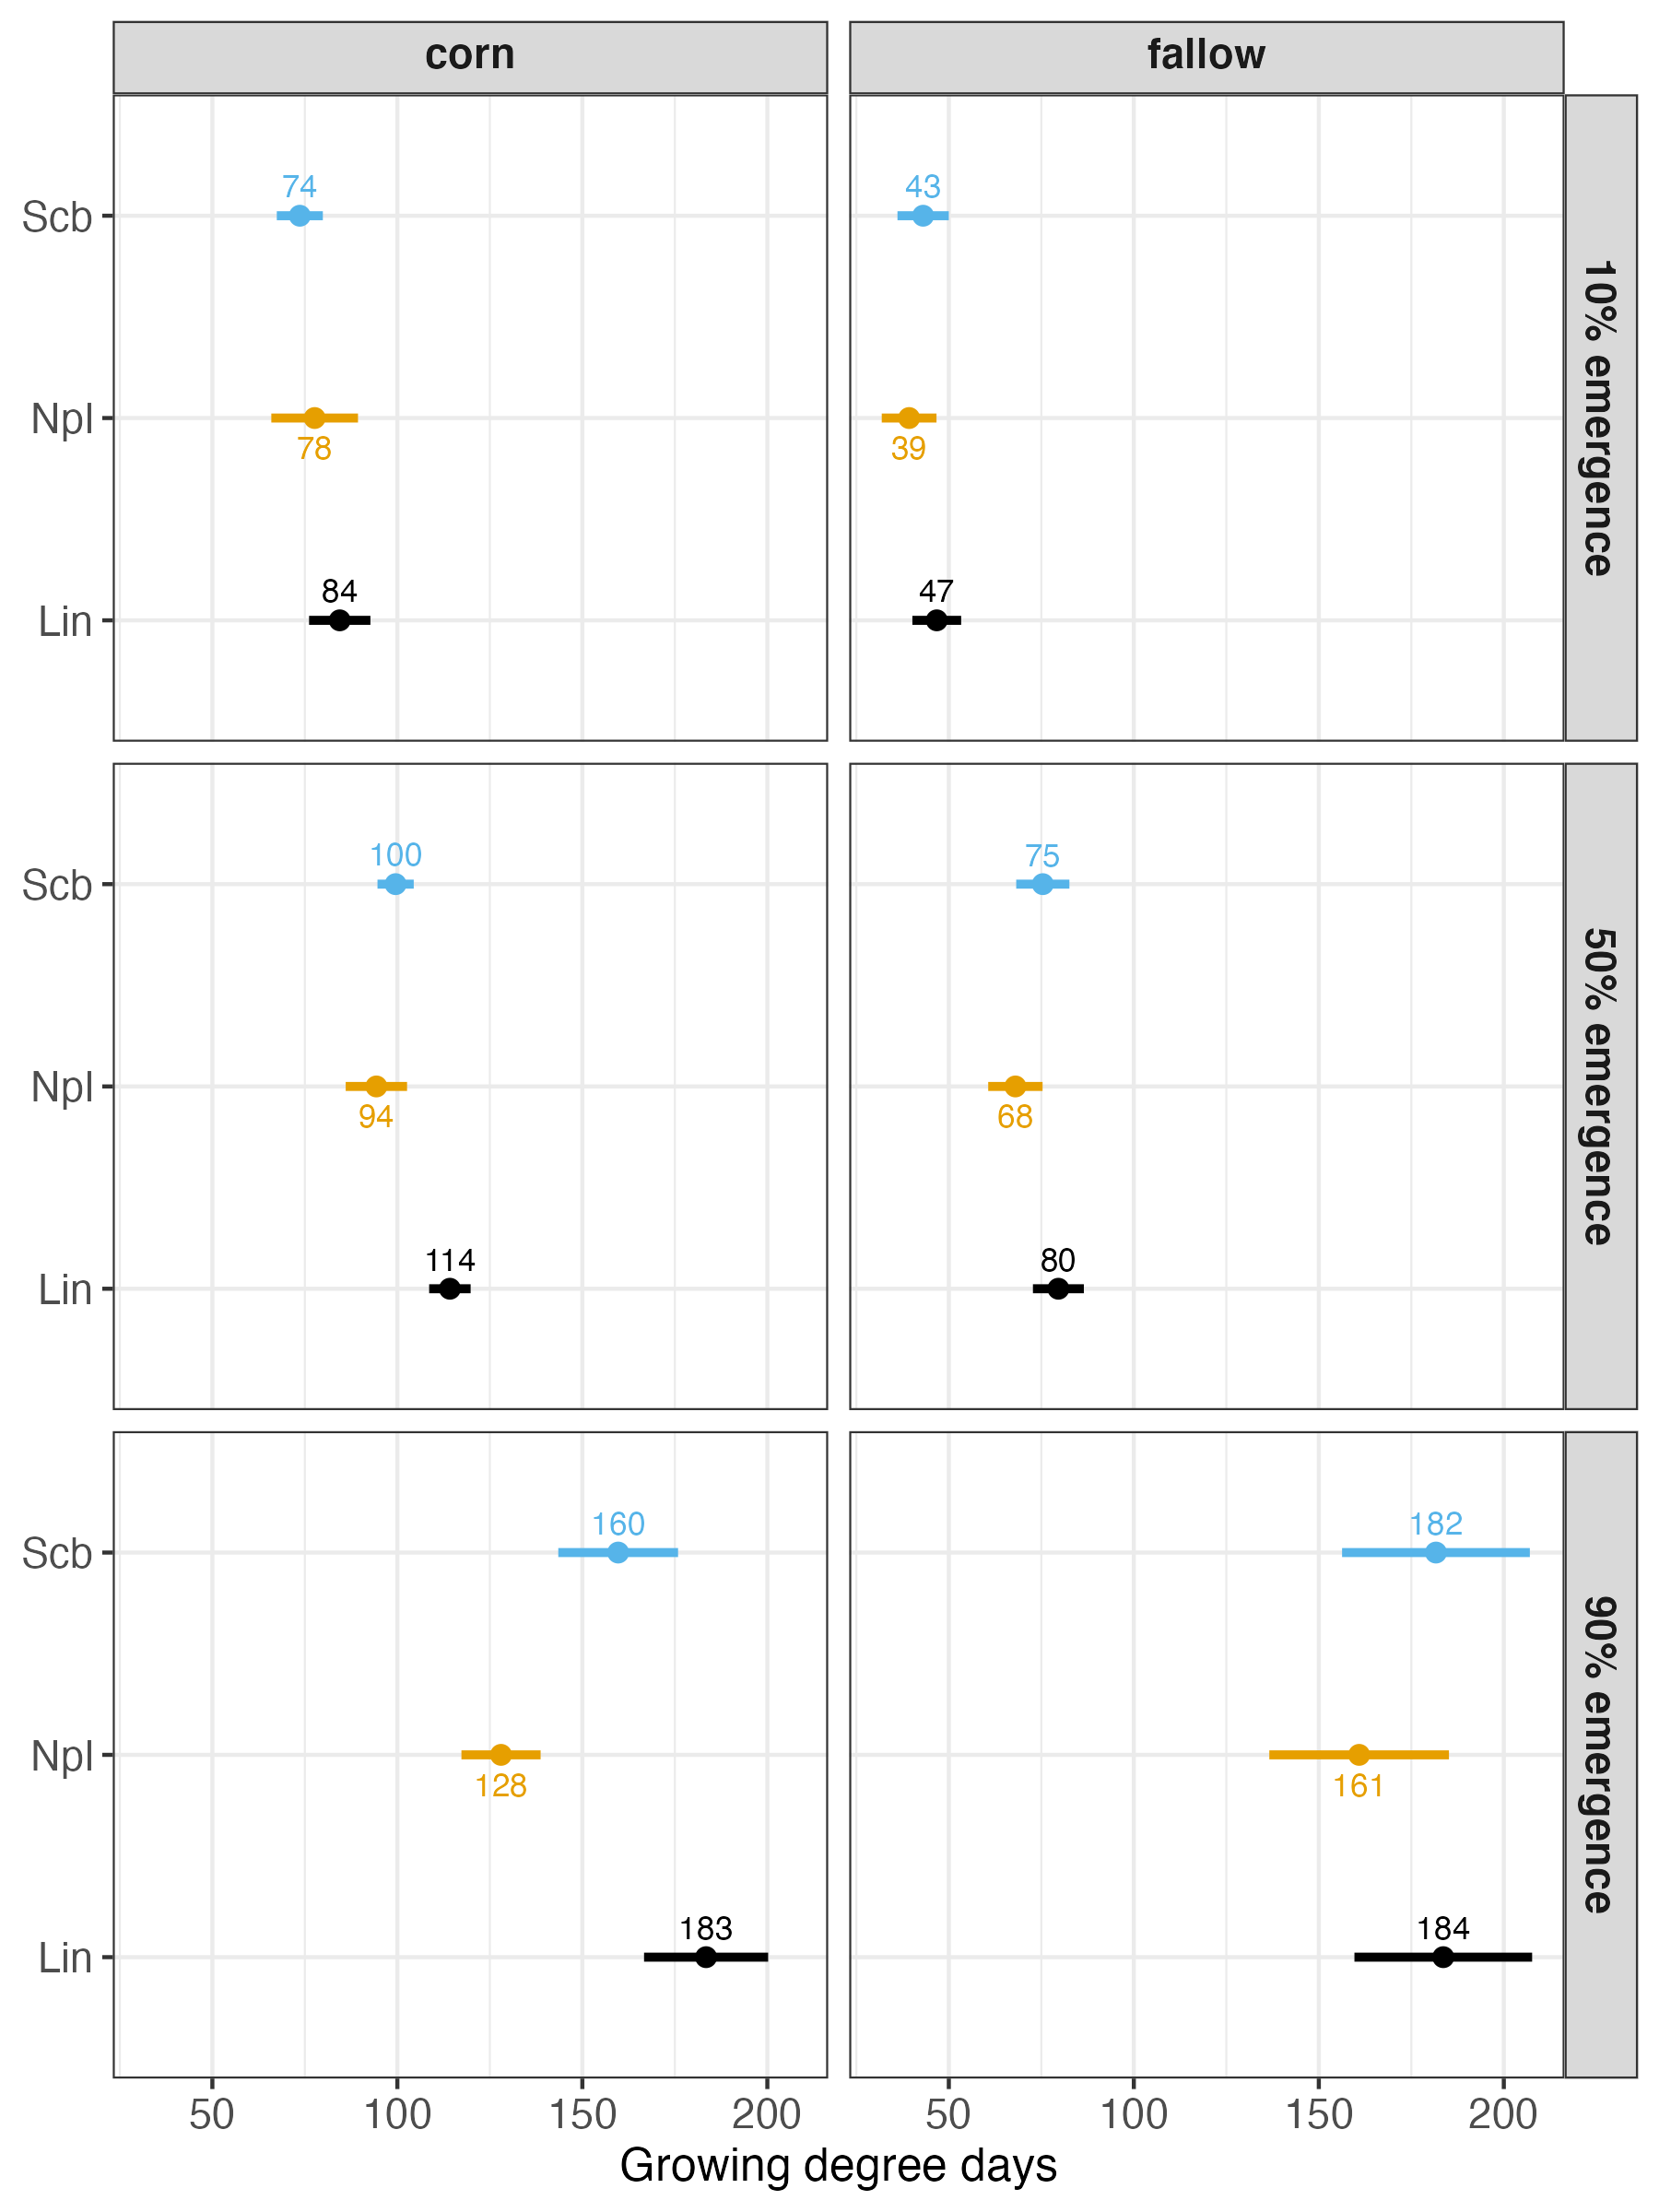 corn
fallow
10% emergence
Scb
74
43
Npl
78
39
Lin
84
47
50% emergence
Scb
100
75
Npl
94
68
Lin
114
80
90% emergence
Scb
160
182
Npl
128
161
Lin
183
184
50 100 150 200
50 100 150 200
Growing degree days